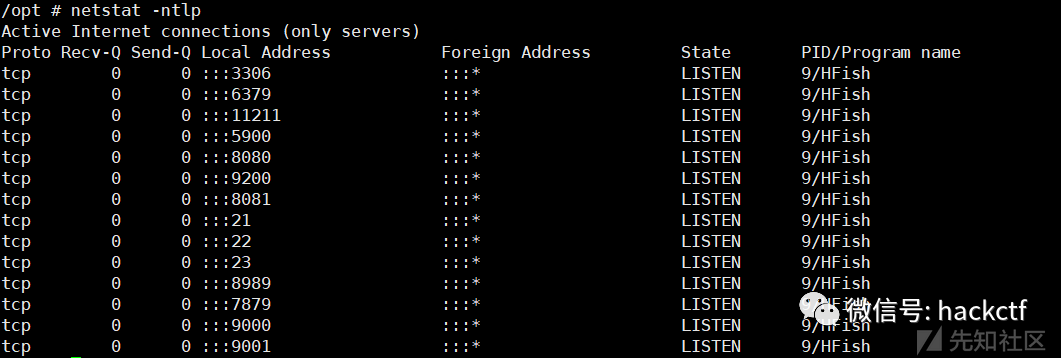 /opt # netstat -ntlp
Active Internet connections (only servers)
Proto Recv-Q Send-Q Local Address Foreign Address State PID/Program name
tcp 0 0 :::3306 :::* LISTEN 9/HFish
tcp 0 0 :::6379 :::* LISTEN 9/HFish
tcp 0 0 :::11211 :::* LISTEN 9/HFish
tcp 0 0 :::5900 :::* LISTEN 9/HFish
tcp 0 0 :::8080 :::* LISTEN 9/HFish
tcp 0 0 :::9200 :::* LISTEN 9/HFish
tcp 0 0 :::8081 :::* LISTEN 9/HFish
tcp 0 0 :::21 :::* LISTEN 9/HFish
tcp 0 0 :::22 :::* LISTEN 9/HFish
tcp 0 0 :::23 :::* LISTEN 9/HFish
tcp 0 0 :::8989 :::* LISTEN 9/HFish
tcp 0 0 :::7879 :::* LISTEN 9/HFish
tcp 0 0 :::9000 :::* LISTEN 9/HFish
微信号: hackctf
tcp 0 0 :::9001 :::* LISTEN 9/HFish
先知社区